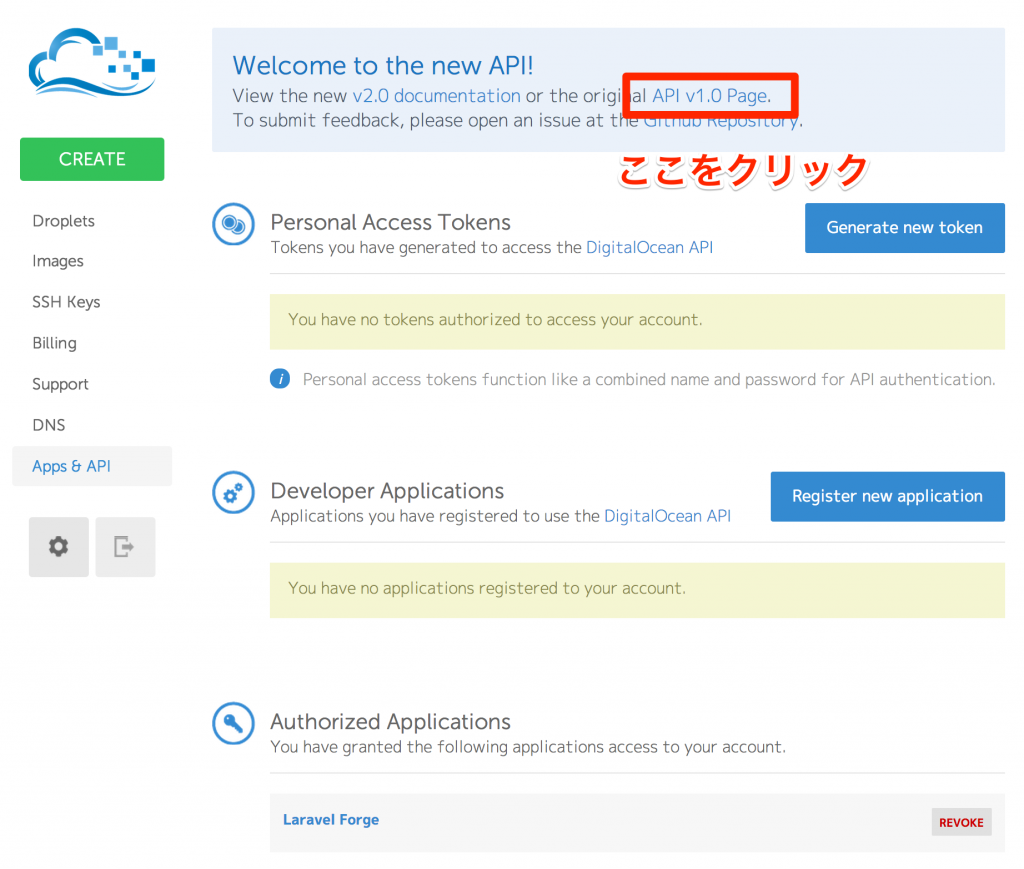 Welcome to the new API!
View the new v2.0 documentation or the original API v1.0 Page.
To submit feedback, please open an issue at the Github Repository.
ここをクリック
CREATE
Droplets
Images
SSH Keys
Billing
Support
DNS
Apps & API
Personal Access Tokens
Tokens you have generated to access the DigitalOcean API
Generate new token
You have no tokens authorized to access your account.
i Personal access tokens function like a combined name and password for API authentication.
Developer Applications
Applications you have registered to use the DigitalOcean API
Register new application
You have no applications registered to your account.
Authorized Applications
You have granted the following applications access to your account.
Laravel Forge
REVOKE